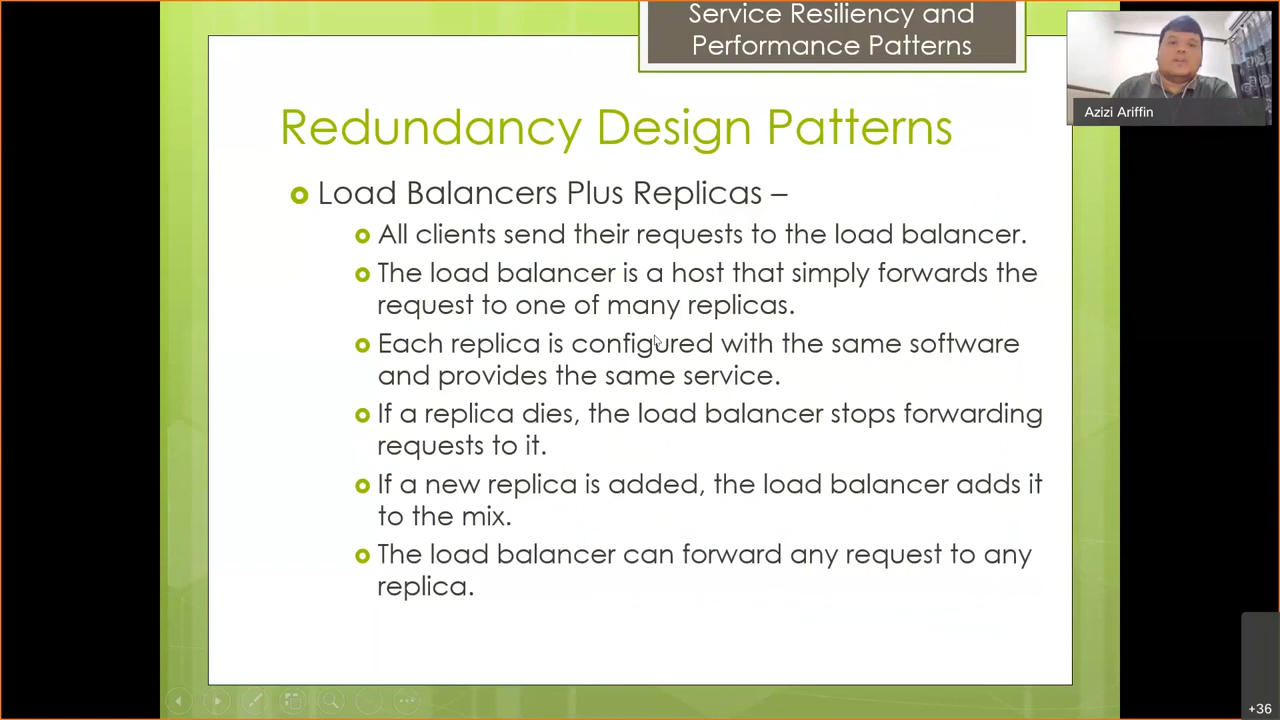 Service Resiliency and
Performance Patterns
Azizi Ariffin
Redundancy Design Patterns
Load Balancers Plus Replicas –
All clients send their requests to the load balancer.
The load balancer is a host that simply forwards the
request to one of many replicas.
Each replica is configured with the same software
and provides the same service.
If a replica dies, the load balancer stops forwarding
requests to it.
If a new replica is added, the load balancer adds it
to the mix.
The load balancer can forward any request to any
replica.
+36